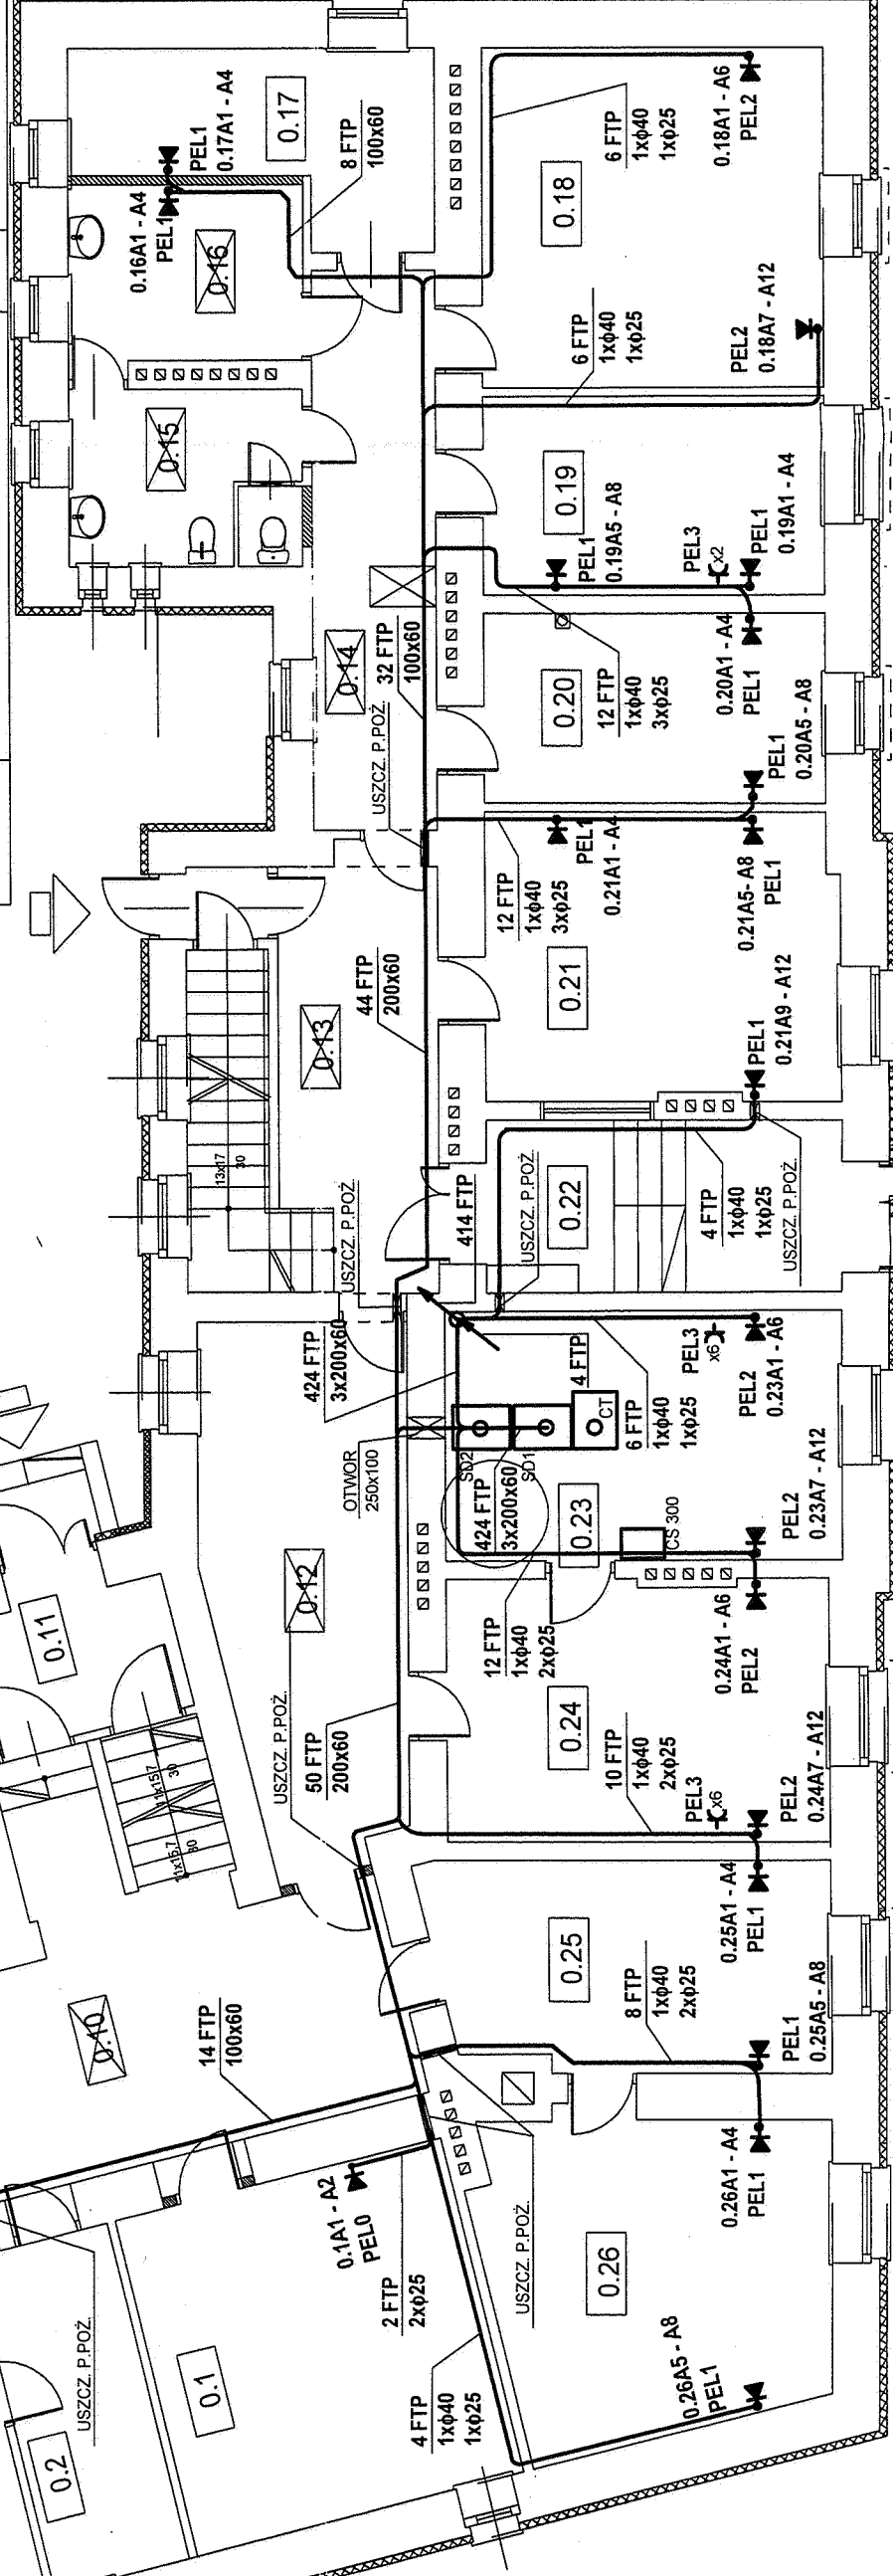 0.17
PEL1
0.17A1 - A4
8 FTP
100x60
0.16A1 - A4
PEL1
0.16
0.15
0.18
6 FTP
1xϕ40
1xϕ25
0.18A1 - A6
PEL2
6 FTP
1xϕ40
1xϕ25
PEL2
0.18A7 - A12
0.19
PEL1
0.19A5 - A8
PEL3
x2
PEL1
0.19A1 - A4
0.14
32 FTP
100x60
USZCZ. P.POŻ.
0.20
12 FTP
1xϕ40
3xϕ25
0.20A1 - A4
PEL1
PEL1
0.20A5 - A8
12 FTP
1xϕ40
3xϕ25
PEL1
0.21A1 - A4
0.21A5- A8
PEL1
0.21
PEL1
0.21A9 - A12
44 FTP
200x60
0.13
13x17
30
USZCZ. P.POŻ.
414 FTP
USZCZ. P.POŻ.
0.22
4 FTP
1xϕ40
1xϕ25
USZCZ. P.POŻ.
424 FTP
3x200x60
4 FTP
6 FTP
1xϕ40
1xϕ25
PEL3
x6
PEL2
0.23A1 - A6
OTWOR
250x100
SD2
SD1
CT
424 FTP
3x200x60
0.23
CS 300
PEL2
0.23A7 - A12
0.12
USZCZ. P.POŻ.
0.11
11x15,7
30
11x15,7
30
12 FTP
1xϕ40
2xϕ25
0.24A1 - A6
PEL2
0.24
50 FTP
200x60
10 FTP
1xϕ40
2xϕ25
PEL3
x6
PEL2
0.24A7 - A12
0.25A1 - A4
PEL1
0.25
8 FTP
1xϕ40
2xϕ25
PEL1
0.25A5 - A8
0.10
14 FTP
100x60
0.26A1 - A4
PEL1
0.1A1 - A2
PEL0
2 FTP
2xϕ25
USZCZ. P.POŻ.
0.26
USZCZ. P.POŻ.
0.1
0.2
4 FTP
1xϕ40
1xϕ25
0.26A5 - A8
PEL1